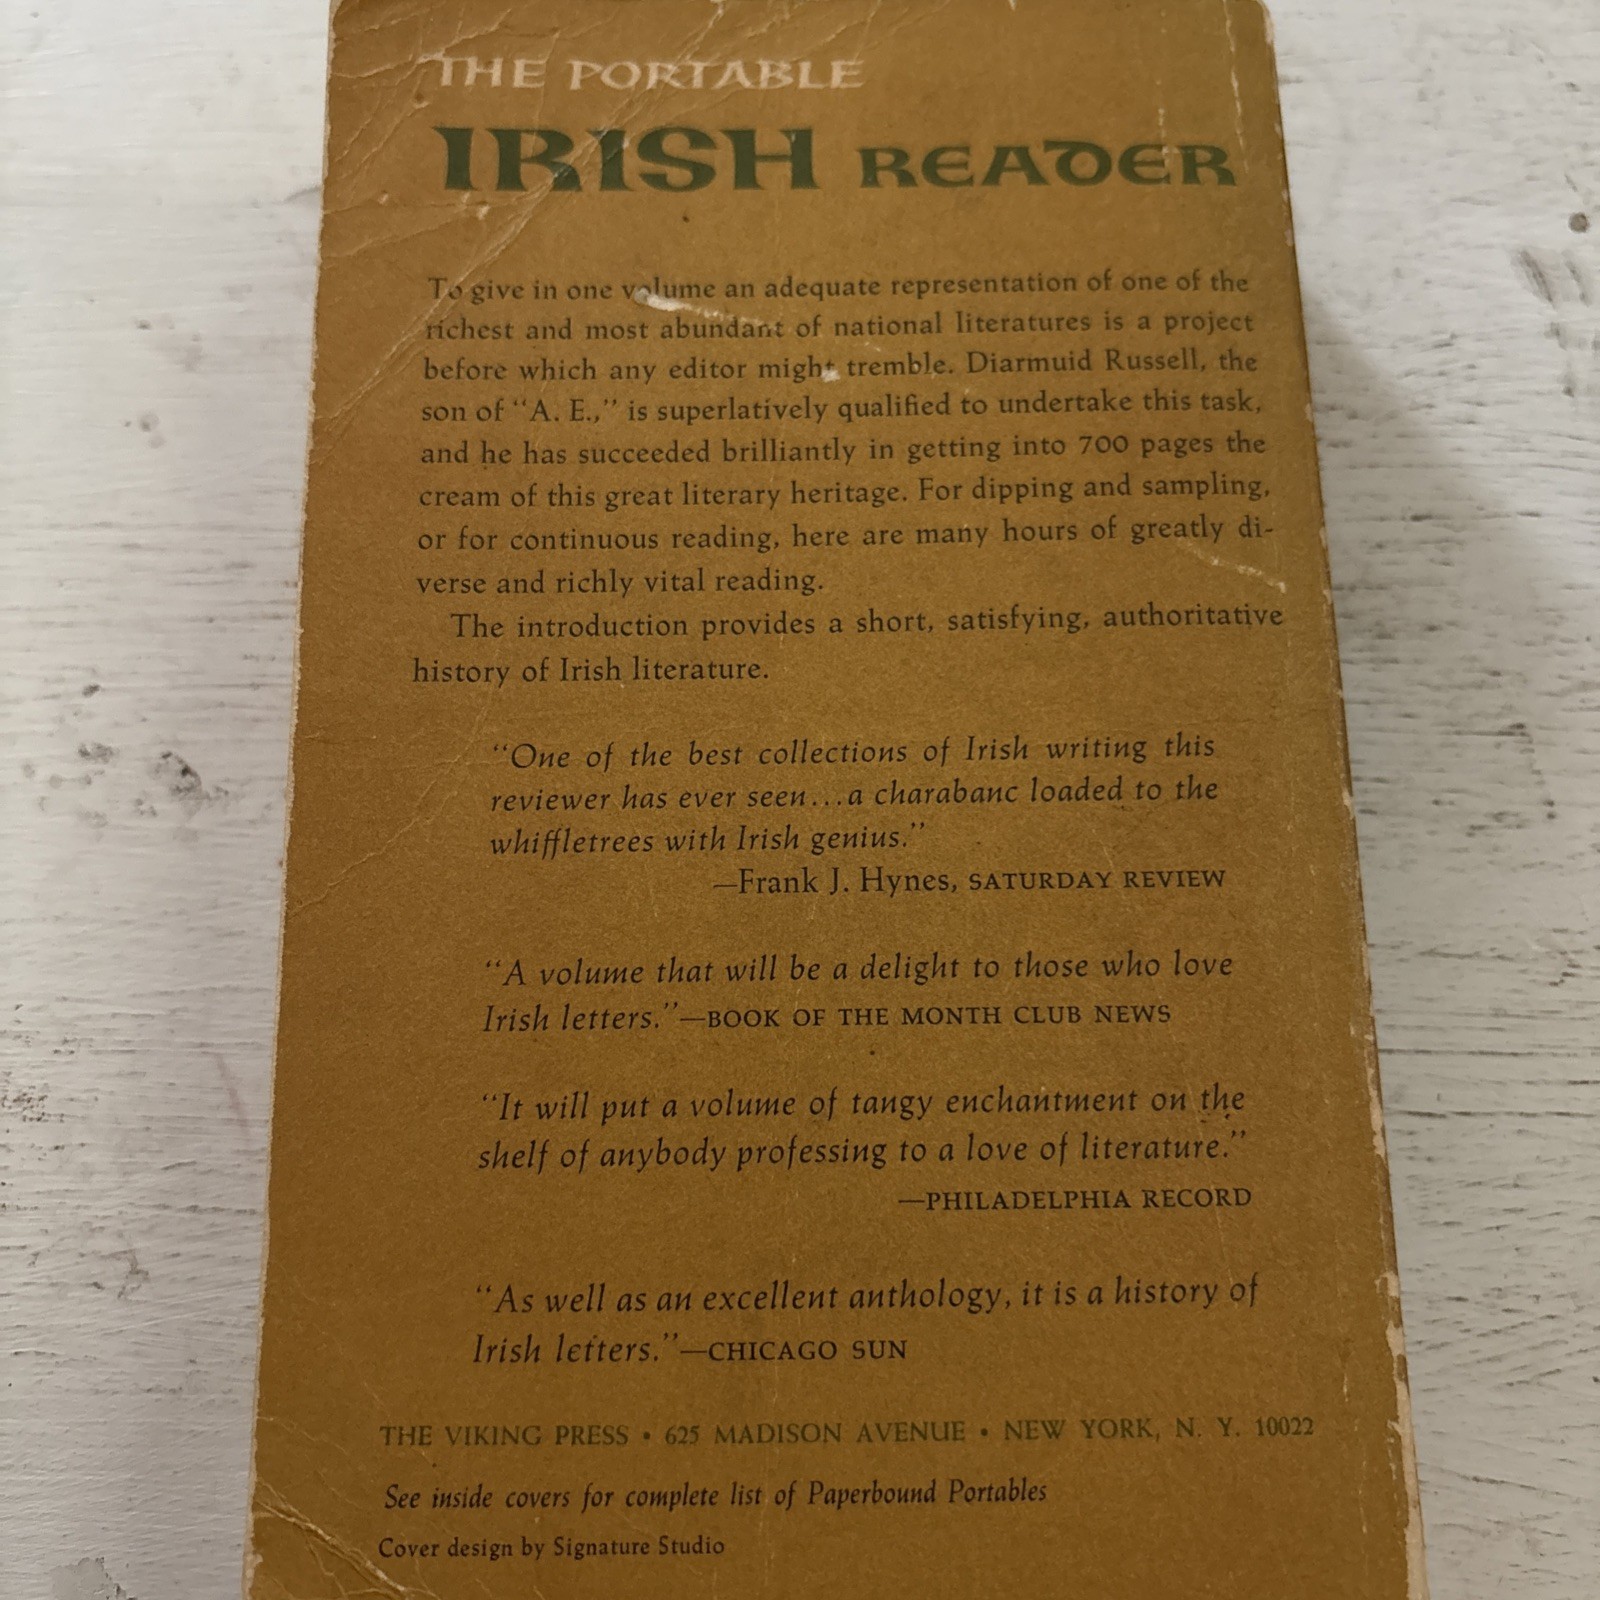 THE PORTABLE
IRISH READER
To give in one volume an adequate representation of one of the
richest and most abundant of national literatures is a project
before which any editor might tremble. Diarmuid Russell, the
son of “A. E.,” is superlatively qualified to undertake this task,
and he has succeeded brilliantly in getting into 700 pages the
cream of this great literary heritage. For dipping and sampling,
or for continuous reading, here are many hours of greatly di-
verse and richly vital reading.
The introduction provides a short, satisfying, authoritative
history of Irish literature.
“One of the best collections of Irish writing this
reviewer has ever seen...a charabanc loaded to the
whiffletrees with Irish genius.”
—Frank J. Hynes, SATURDAY REVIEW
“A volume that will be a delight to those who love
Irish letters.”—BOOK OF THE MONTH CLUB NEWS
“It will put a volume of tangy enchantment on the
shelf of anybody professing to a love of literature.”
—PHILADELPHIA RECORD
“As well as an excellent anthology, it is a history of
Irish letters.”—CHICAGO SUN
THE VIKING PRESS • 625 MADISON AVENUE • NEW YORK, N. Y. 10022
See inside covers for complete list of Paperbound Portables
Cover design by Signature Studio